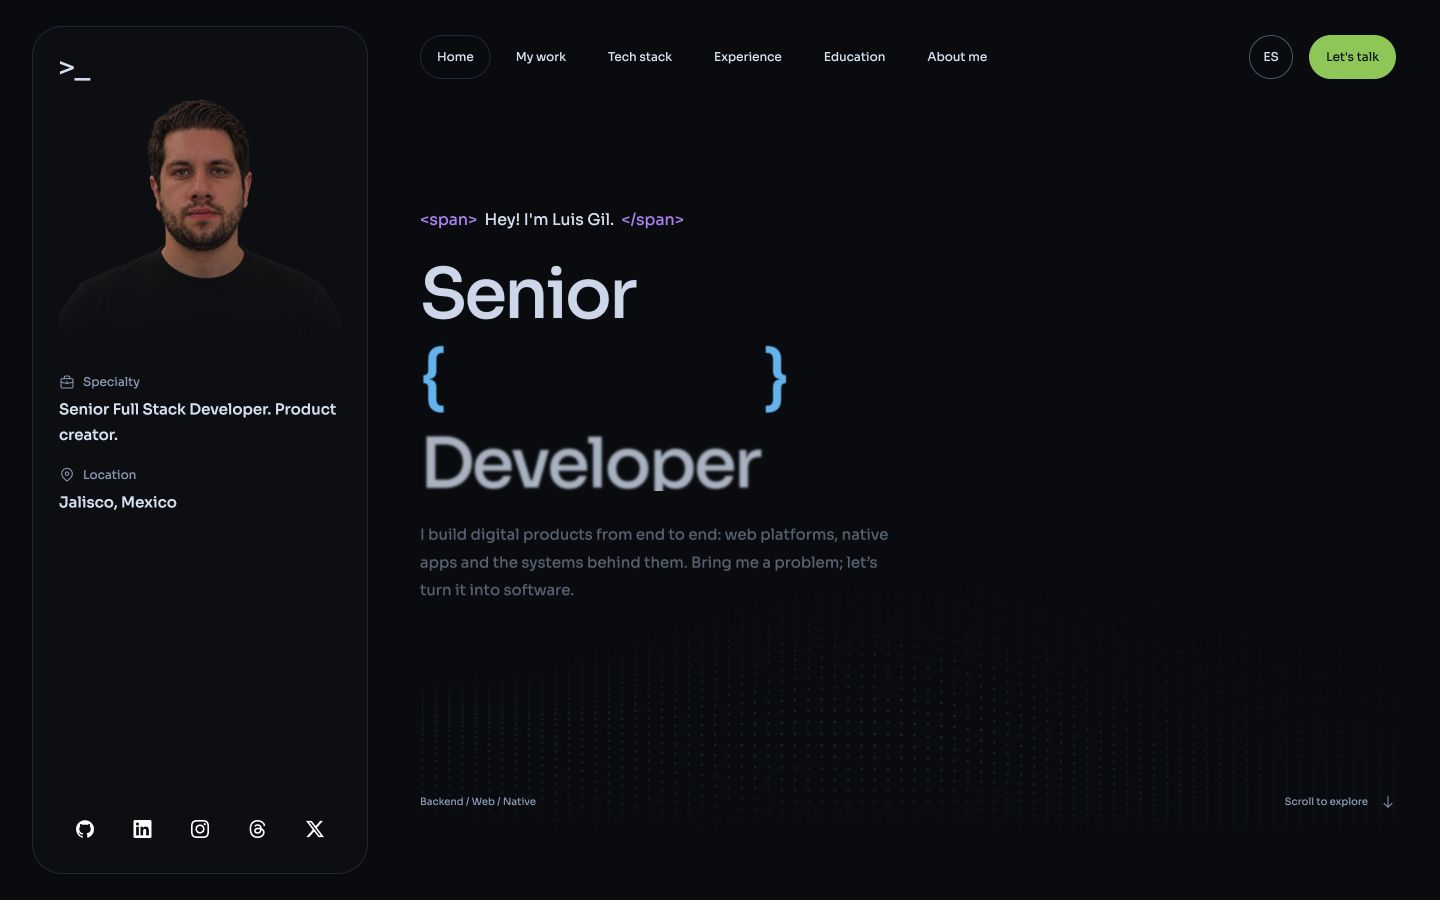 >_
Home
My work
Tech stack
Experience
Education
About me
ES
Let's talk
<span> Hey! I'm Luis Gil. </span>
Senior
{ }
Developer
I build digital products from end to end: web platforms, native
apps and the systems behind them. Bring me a problem; let’s
turn it into software.
Specialty
Senior Full Stack Developer. Product
creator.
Location
Jalisco, Mexico
Backend / Web / Native
Scroll to explore